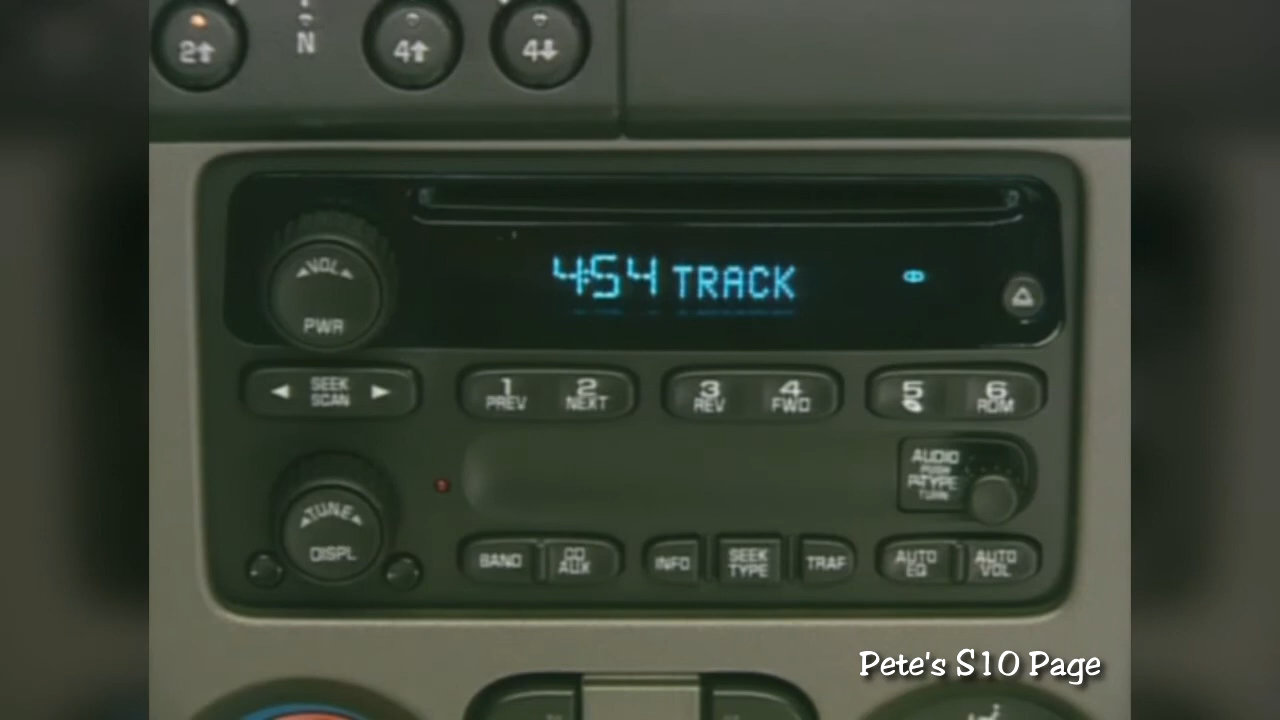 2↑ N 4↑ 4↓
VOL
PWR
454 TRACK
SEEK
SCAN
1
PREV
2
NEXT
3
REV
4
FWD
5
6
RDM
AUDIO
PUSH
P-TYPE
TUNE
TUNE
DISPL
BAND
CD
AUX
INFO
SEEK
TYPE
TRAF
AUTO
EQ
AUTO
VOL
Pete's S10 Page